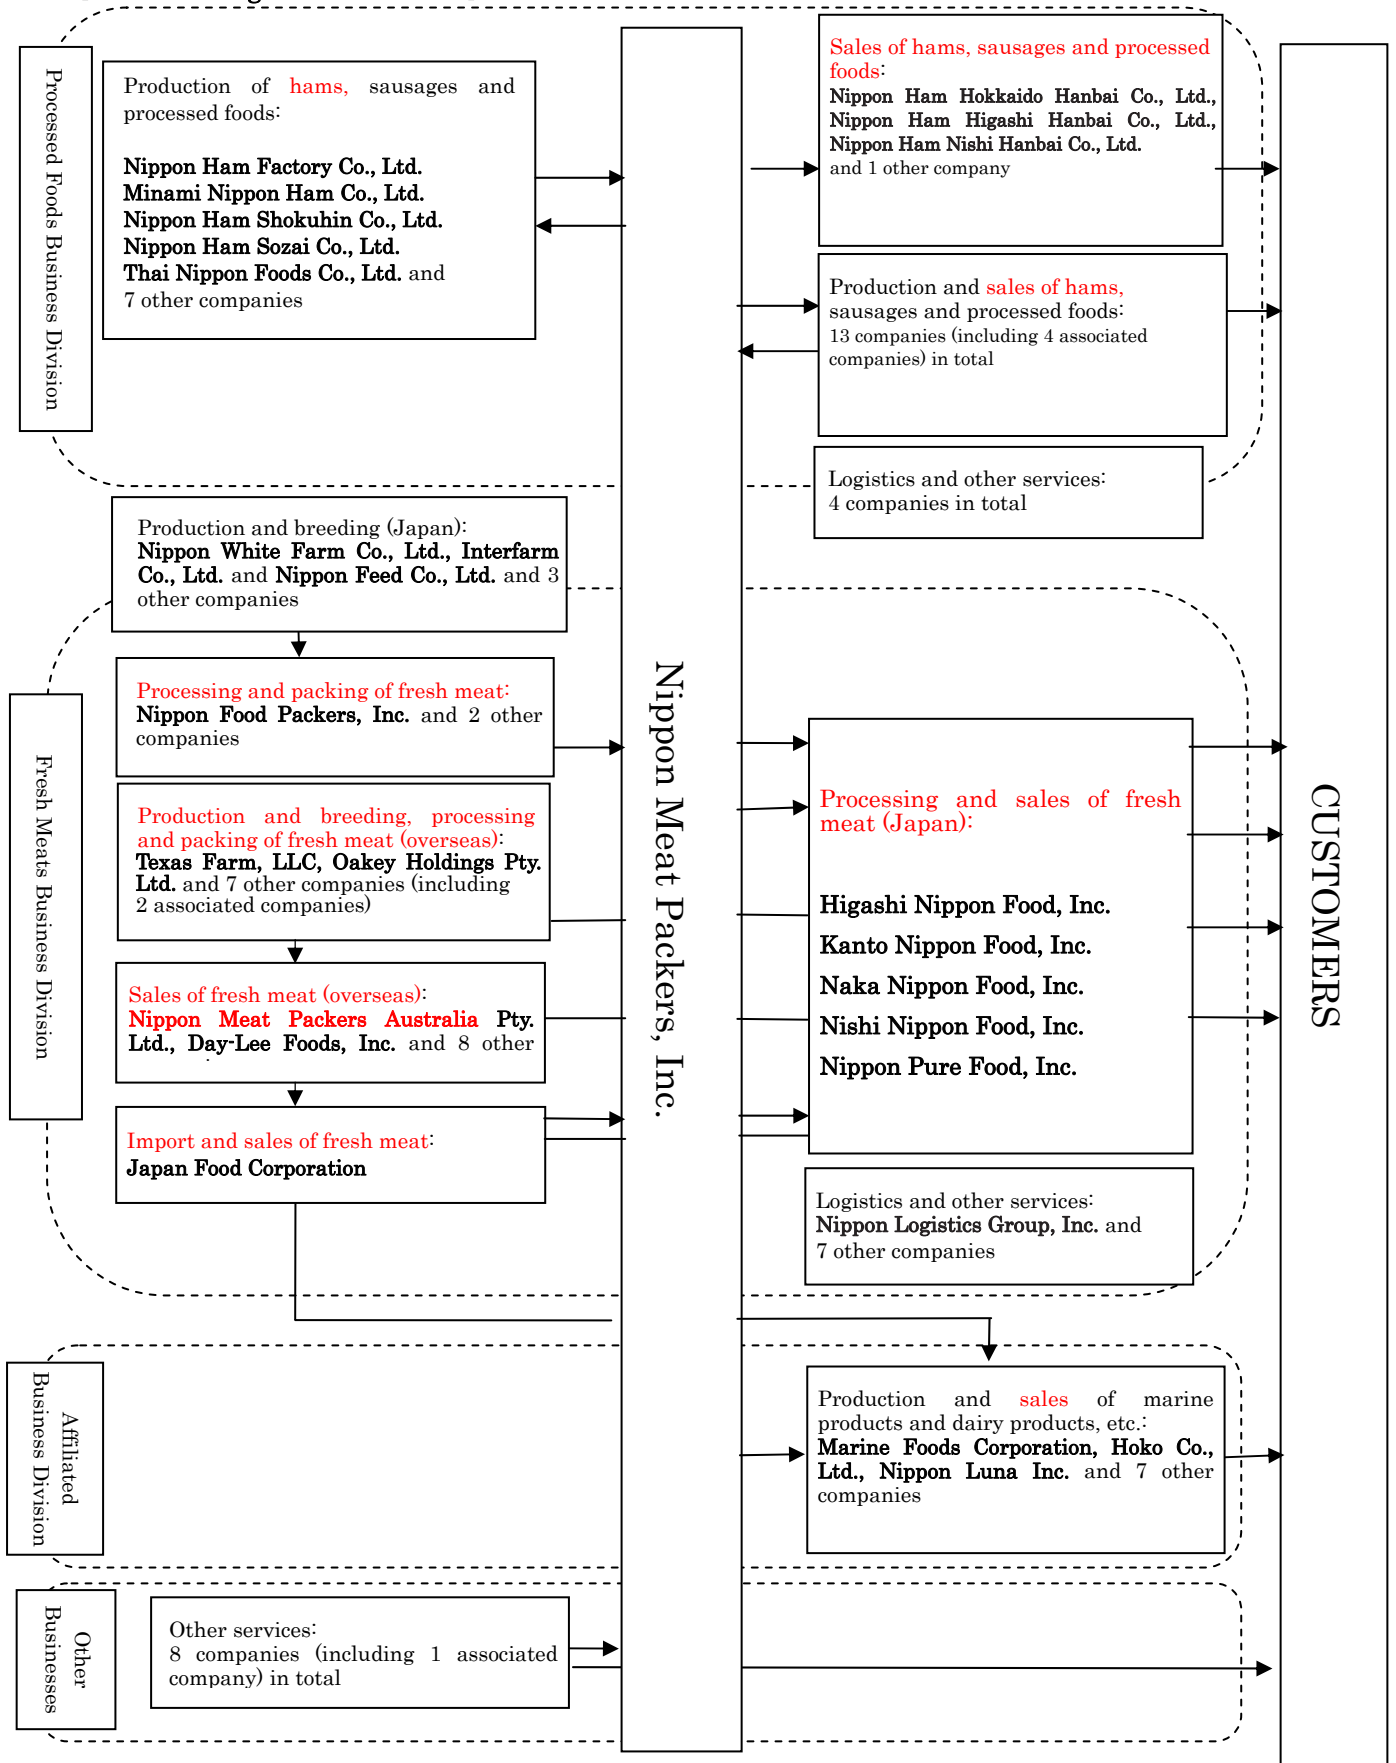 Processed Foods Business Division
Production of hams, sausages and
processed foods:
Nippon Ham Factory Co., Ltd.
Minami Nippon Ham Co., Ltd.
Nippon Ham Shokuhin Co., Ltd.
Nippon Ham Sozai Co., Ltd.
Thai Nippon Foods Co., Ltd. and
7 other companies
Sales of hams, sausages and processed
foods:
Nippon Ham Hokkaido Hanbai Co., Ltd.,
Nippon Ham Higashi Hanbai Co., Ltd.,
Nippon Ham Nishi Hanbai Co., Ltd.
and 1 other company
Production and sales of hams,
sausages and processed foods:
13 companies (including 4 associated
companies) in total
Logistics and other services:
4 companies in total
Fresh Meats Business Division
Production and breeding (Japan):
Nippon White Farm Co., Ltd., Interfarm
Co., Ltd. and Nippon Feed Co., Ltd. and 3
other companies
Processing and packing of fresh meat:
Nippon Food Packers, Inc. and 2 other
companies
Production and breeding, processing
and packing of fresh meat (overseas):
Texas Farm, LLC, Oakey Holdings Pty.
Ltd. and 7 other companies (including
2 associated companies)
Sales of fresh meat (overseas):
Nippon Meat Packers Australia Pty.
Ltd., Day-Lee Foods, Inc. and 8 other
Import and sales of fresh meat:
Japan Food Corporation
Nippon Meat Packers, Inc.
Processing and sales of fresh
meat (Japan):
Higashi Nippon Food, Inc.
Kanto Nippon Food, Inc.
Naka Nippon Food, Inc.
Nishi Nippon Food, Inc.
Nippon Pure Food, Inc.
Logistics and other services:
Nippon Logistics Group, Inc. and
7 other companies
CUSTOMERS
Affiliated
Business Division
Production and sales of marine
products and dairy products, etc.:
Marine Foods Corporation, Hoko Co.,
Ltd., Nippon Luna Inc. and 7 other
companies
Other
Businesses
Other services:
8 companies (including 1 associated
company) in total